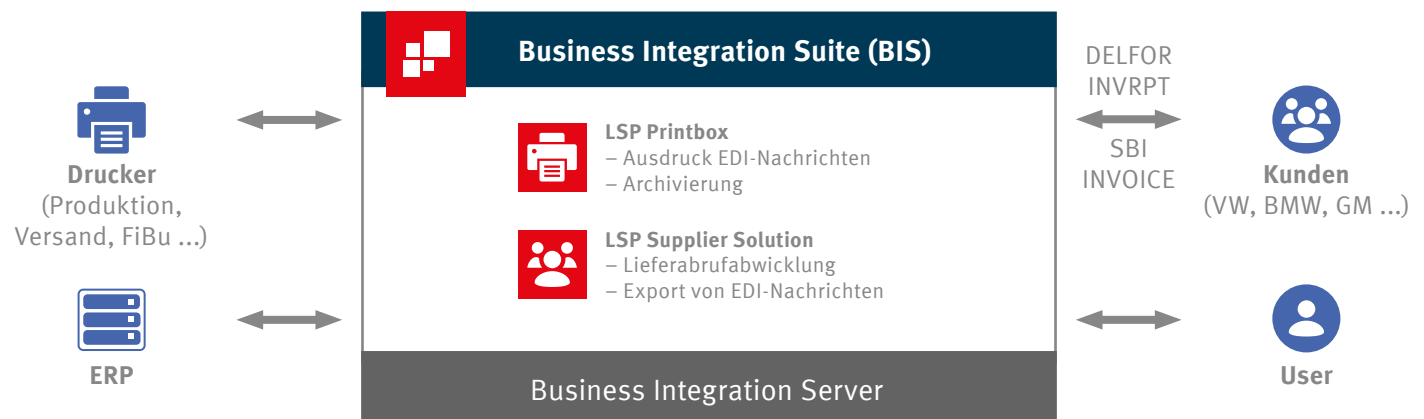 Business Integration Suite (BIS)
Drucker
(Produktion,
Versand, FiBu ...)
ERP
LSP Printbox
– Ausdruck EDI-Nachrichten
– Archivierung
LSP Supplier Solution
– Lieferabrufabwicklung
– Export von EDI-Nachrichten
Business Integration Server
DELFOR
INVRPT
SBI
INVOICE
Kunden
(VW, BMW, GM ...)
User